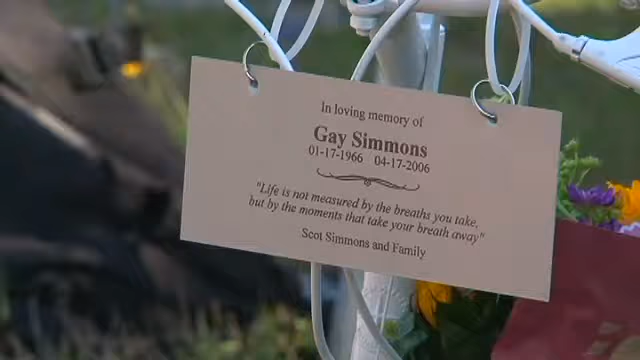 In loving memory of
Gay Simmons
01-17-1966 04-17-2006
"Life is not measured by the breaths you take,
but by the moments that take your breath away"
Scot Simmons and Family